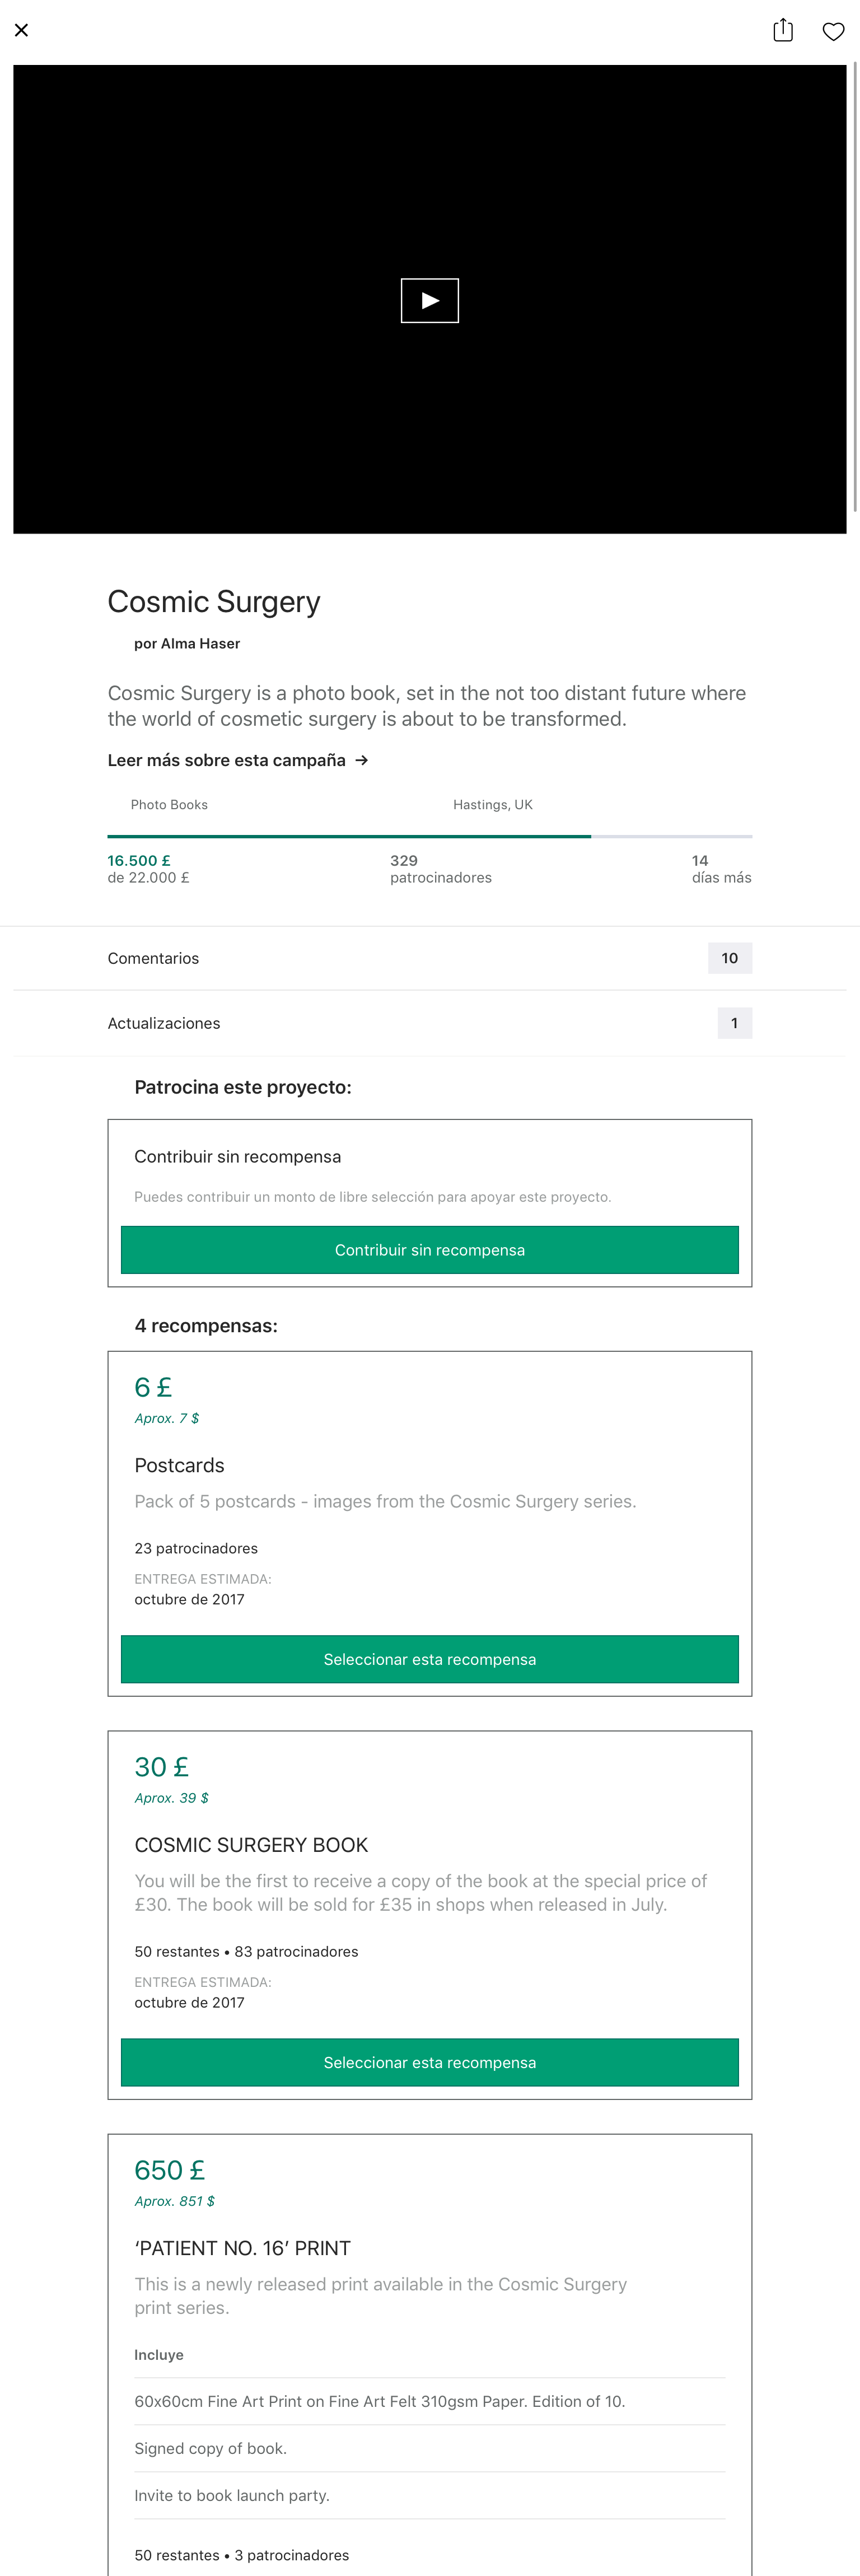 Cosmic Surgery
por Alma Haser
Cosmic Surgery is a photo book, set in the not too distant future where
the world of cosmetic surgery is about to be transformed.
Leer más sobre esta campaña →
Photo Books
Hastings, UK
16.500 £
de 22.000 £
329
patrocinadores
14
días más
Comentarios
10
Actualizaciones
1
Patrocina este proyecto:
Contribuir sin recompensa
Puedes contribuir un monto de libre selección para apoyar este proyecto.
Contribuir sin recompensa
4 recompensas:
6 £
Aprox. 7 $
Postcards
Pack of 5 postcards - images from the Cosmic Surgery series.
23 patrocinadores
ENTREGA ESTIMADA:
octubre de 2017
Seleccionar esta recompensa
30 £
Aprox. 39 $
COSMIC SURGERY BOOK
You will be the first to receive a copy of the book at the special price of
£30. The book will be sold for £35 in shops when released in July.
50 restantes • 83 patrocinadores
ENTREGA ESTIMADA:
octubre de 2017
Seleccionar esta recompensa
650 £
Aprox. 851 $
‘PATIENT NO. 16’ PRINT
This is a newly released print available in the Cosmic Surgery
print series.
Incluye
60x60cm Fine Art Print on Fine Art Felt 310gsm Paper. Edition of 10.
Signed copy of book.
Invite to book launch party.
50 restantes • 3 patrocinadores